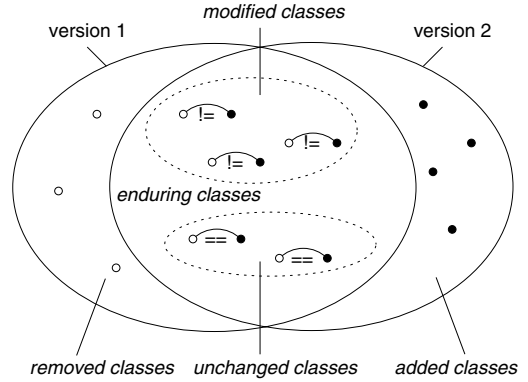 modified classes
version 1
version 2
!=
!=
!=
enduring classes
==
==
removed classes
unchanged classes
added classes